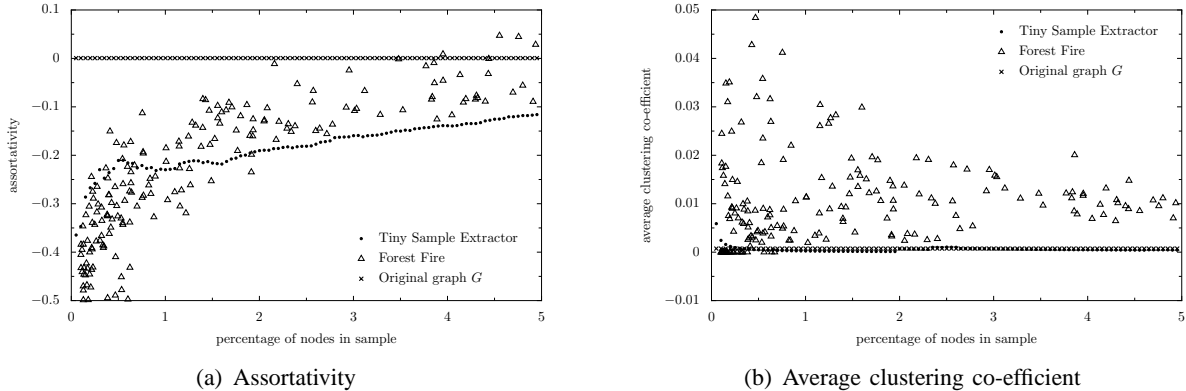 0.1
0
−0.1
−0.2
−0.3
−0.4
−0.5
assortativity
0 1 2 3 4 5
percentage of nodes in sample
Tiny Sample Extractor
Forest Fire
Original graph G
(a) Assortativity
0.05
0.04
0.03
0.02
0.01
0
−0.01
average clustering co-efficient
0 1 2 3 4 5
percentage of nodes in sample
Tiny Sample Extractor
Forest Fire
Original graph G
(b) Average clustering co-efficient